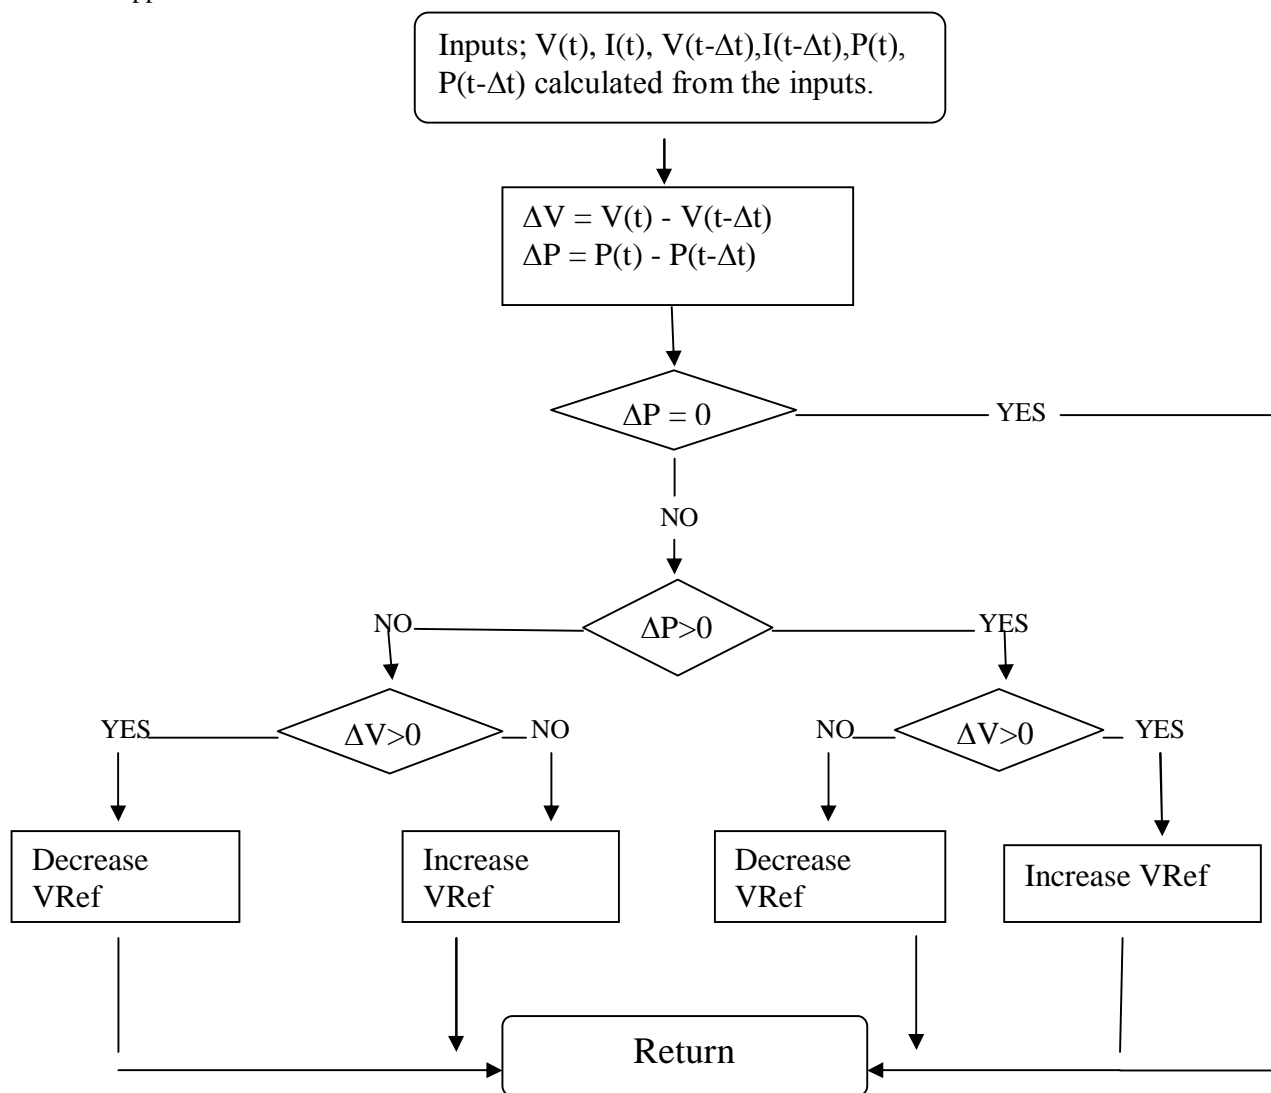 Inputs; V(t), I(t), V(t-Δt),I(t-Δt),P(t),
P(t-Δt) calculated from the inputs.
ΔV = V(t) - V(t-Δt)
ΔP = P(t) - P(t-Δt)
ΔP = 0
YES
NO
NO
ΔP>0
YES
YES
ΔV>0
NO
NO
ΔV>0
YES
Decrease
VRef
Increase
VRef
Decrease
VRef
Increase VRef
Return